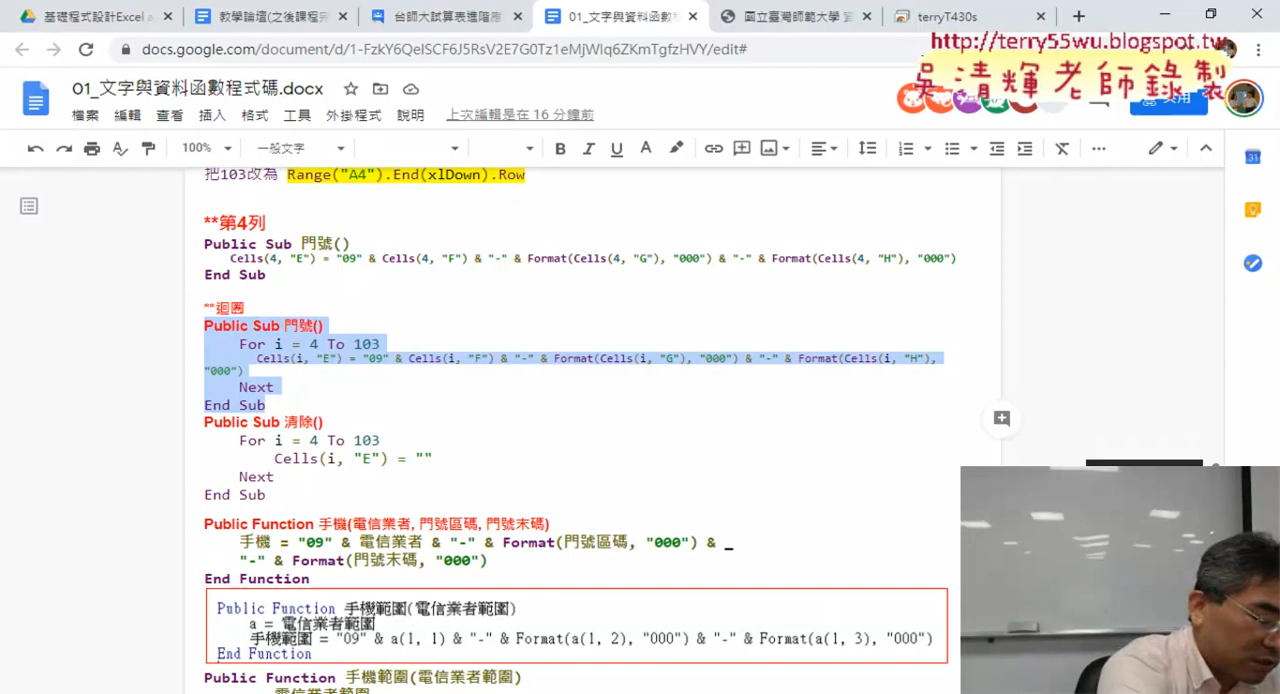 基礎程式設計Excel a
教學論壇(之後課程完
台師大試算表進階應
01_文字與資料函數
國立臺灣師範大學
terryT430s
docs.google.com/document/d/1-FzkY6QeISCF6J5RsV2E7G0Tz1eMjWlq6ZKmTgfzHVY/edit#
http://terry55wu.blogspot.tw
吳清輝老師錄製
01_文字與資料函數程式碼.docx
檔案 編輯 查看 插入 格式 工具 外掛程式 說明 上次編輯是在 16 分鐘前
100% 一般文字
把103改為 Range("A4").End(xlDown).Row
**第4列
Public Sub 門號()
Cells(4, "E") = "09" & Cells(4, "F") & "-" & Format(Cells(4, "G"), "000") & "-" & Format(Cells(4, "H"), "000")
End Sub
**迴圈
Public Sub 門號()
For i = 4 To 103
Cells(i, "E") = "09" & Cells(i, "F") & "-" & Format(Cells(i, "G"), "000") & "-" & Format(Cells(i, "H"),
"000")
Next
End Sub
Public Sub 清除()
For i = 4 To 103
Cells(i, "E") = ""
Next
End Sub
Public Function 手機(電信業者, 門號區碼, 門號末碼)
手機 = "09" & 電信業者 & "-" & Format(門號區碼, "000") & _
"-" & Format(門號末碼, "000")
End Function
Public Function 手機範圍(電信業者範圍)
a = 電信業者範圍
手機範圍 = "09" & a(1, 1) & "-" & Format(a(1, 2), "000") & "-" & Format(a(1, 3), "000")
End Function
Public Function 手機範圍(電信業者範圍)